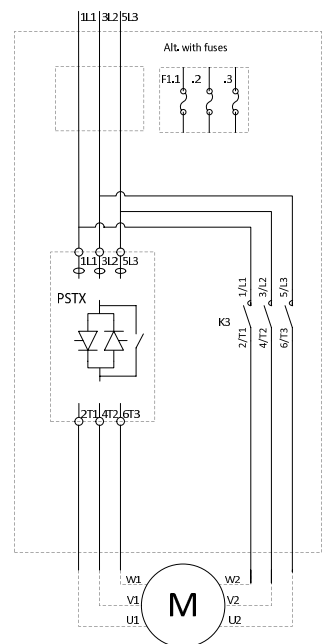 1L1 3L2 5L3
Alt. with fuses
F1.1 .2 .3
1L1 3L2 5L3
PSTX
1/L1 3/L2 5/L3
K3
2/T1 4/T2 6/T3
2T1 4T2 6T3
W1 W2
V1 M V2
U1 U2